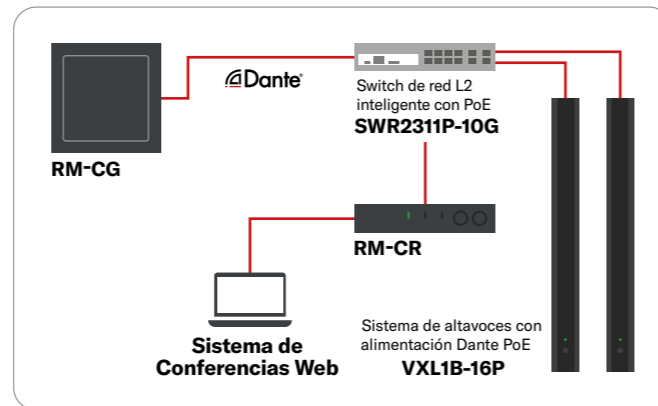 Dante
Switch de red L2
inteligente con PoE
SWR2311P-10G
RM-CG
RM-CR
Sistema de
Conferencias Web
Sistema de altavoces con
alimentación Dante PoE
VXL1B-16P